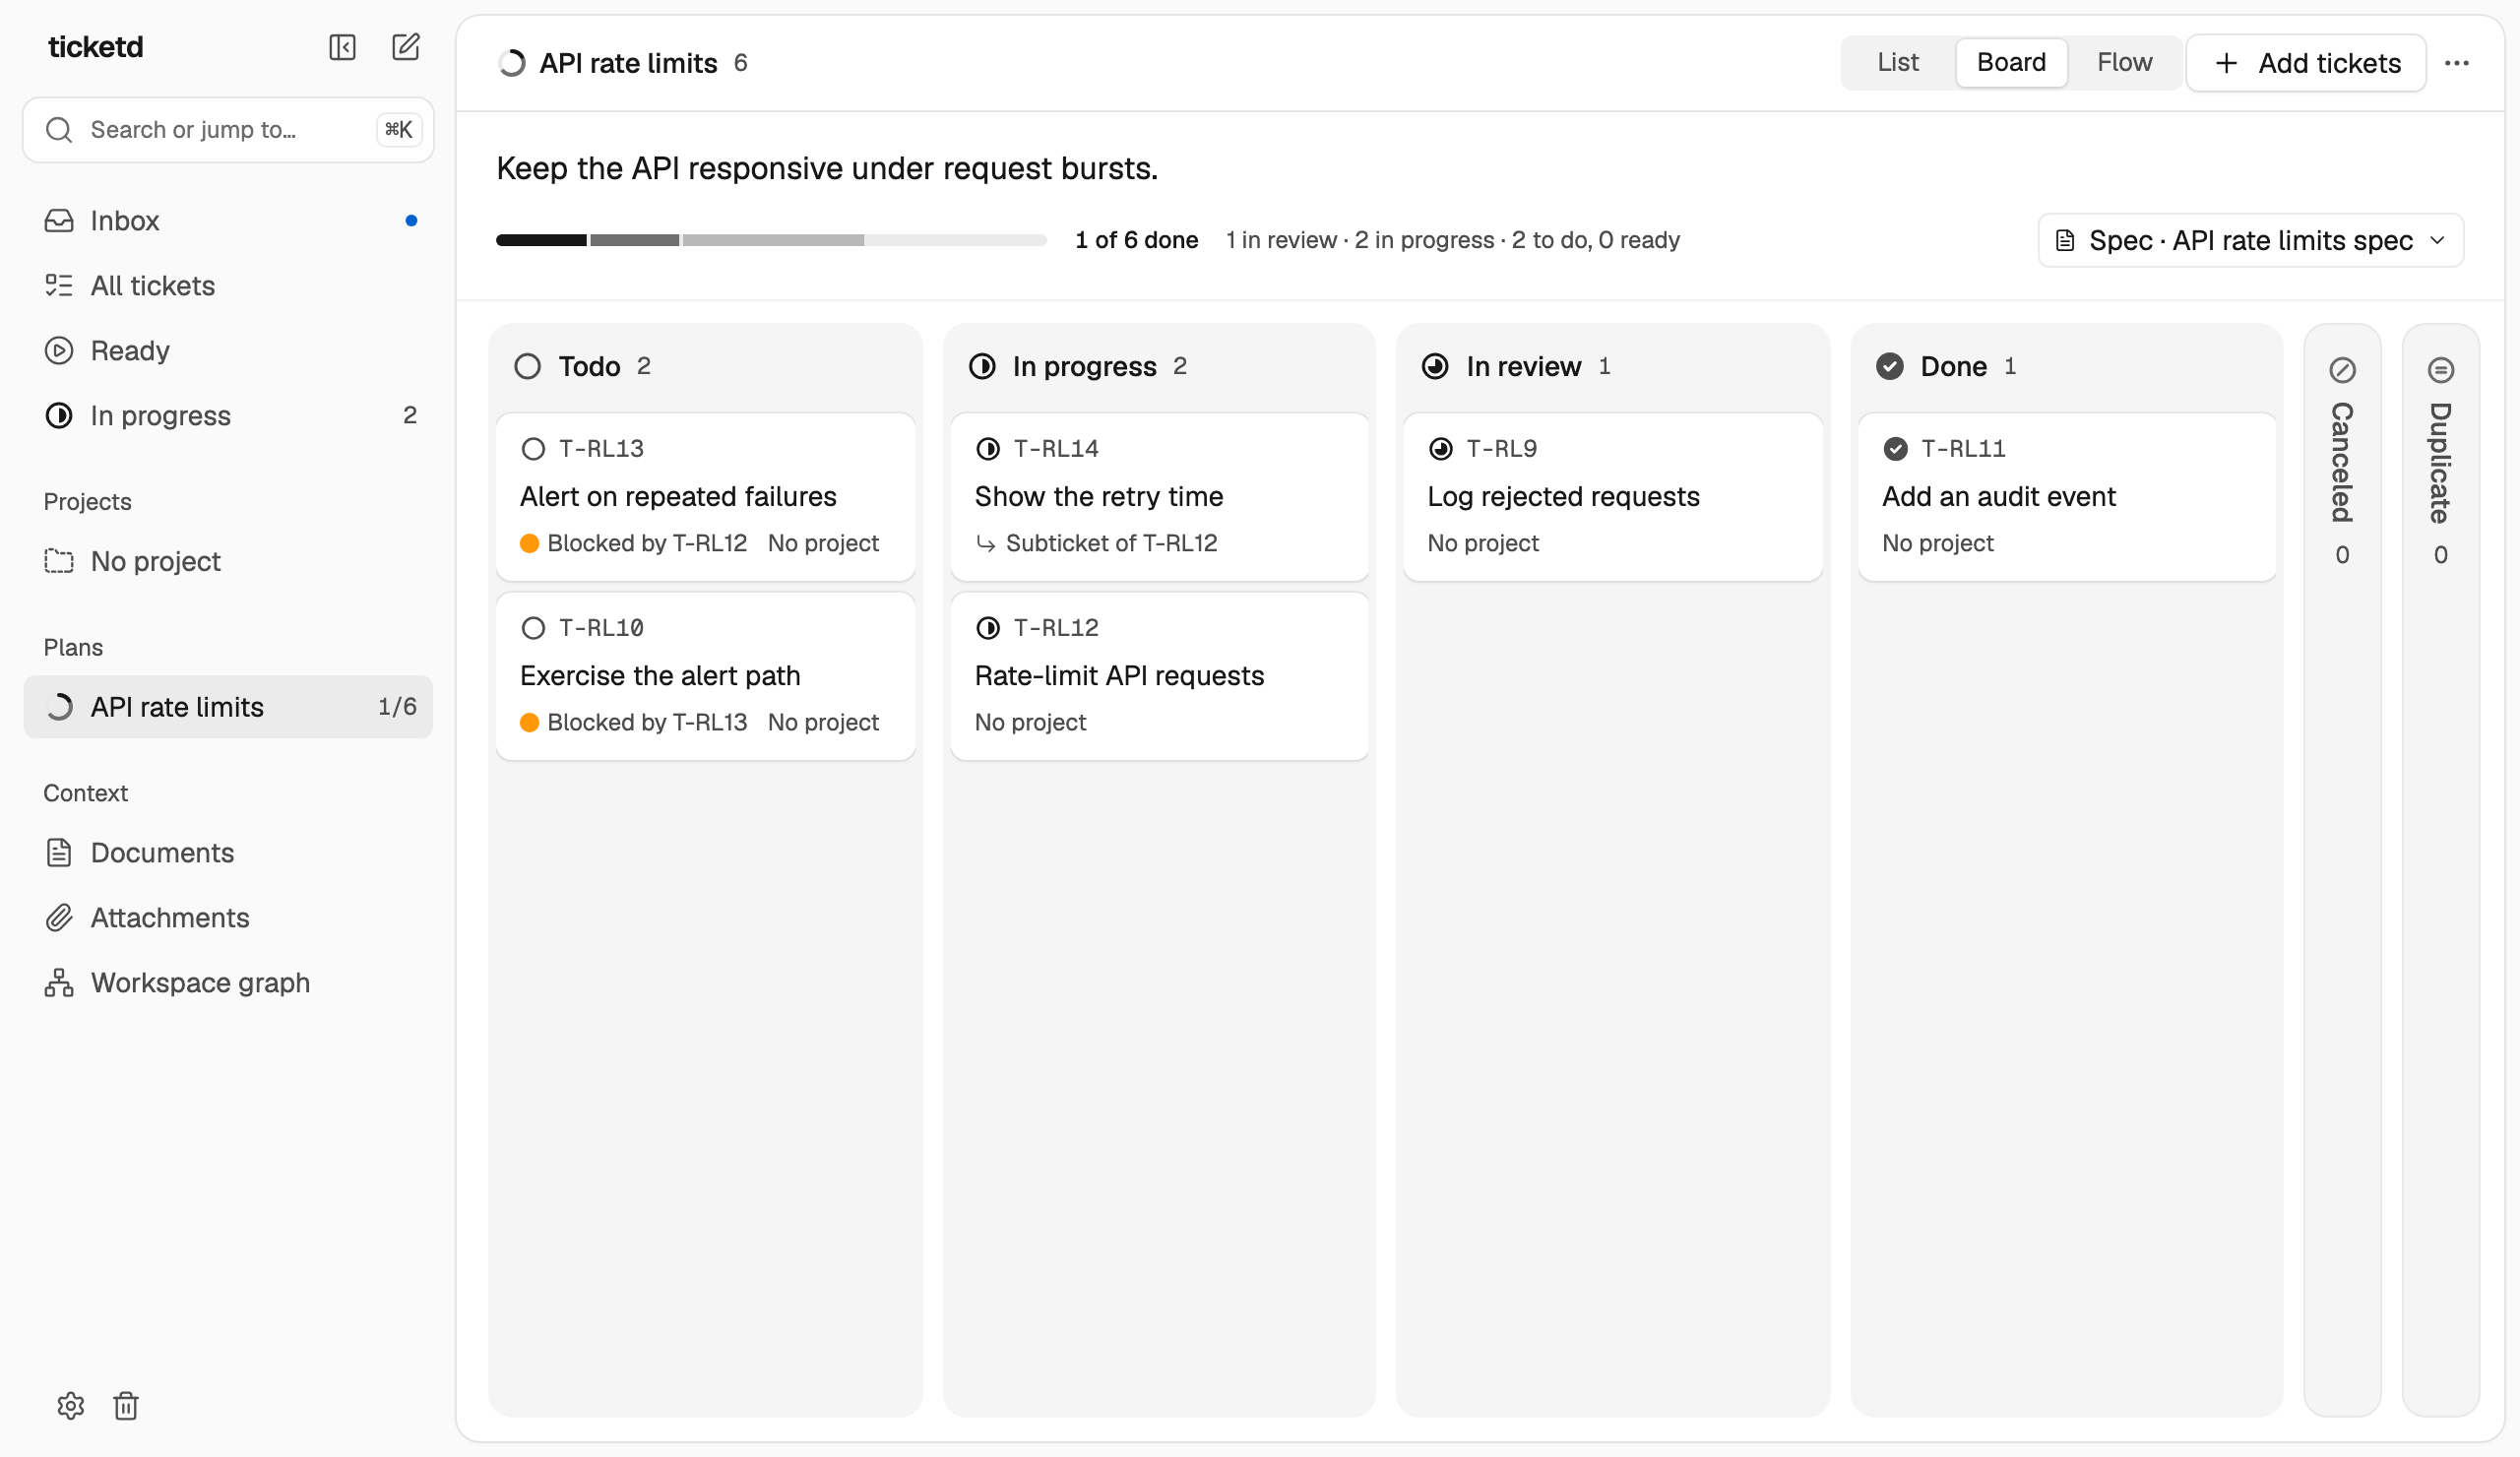 ticketd
Search or jump to...
⌘K
Inbox
All tickets
Ready
In progress 2
Projects
No project
Plans
API rate limits 1/6
Context
Documents
Attachments
Workspace graph
API rate limits 6
List Board Flow
+ Add tickets
Keep the API responsive under request bursts.
1 of 6 done 1 in review · 2 in progress · 2 to do, 0 ready
Spec · API rate limits spec
Todo 2
T-RL13
Alert on repeated failures
Blocked by T-RL12 No project
T-RL10
Exercise the alert path
Blocked by T-RL13 No project
In progress 2
T-RL14
Show the retry time
Subticket of T-RL12
T-RL12
Rate-limit API requests
No project
In review 1
T-RL9
Log rejected requests
No project
Done 1
T-RL11
Add an audit event
No project
Canceled 0
Duplicate 0